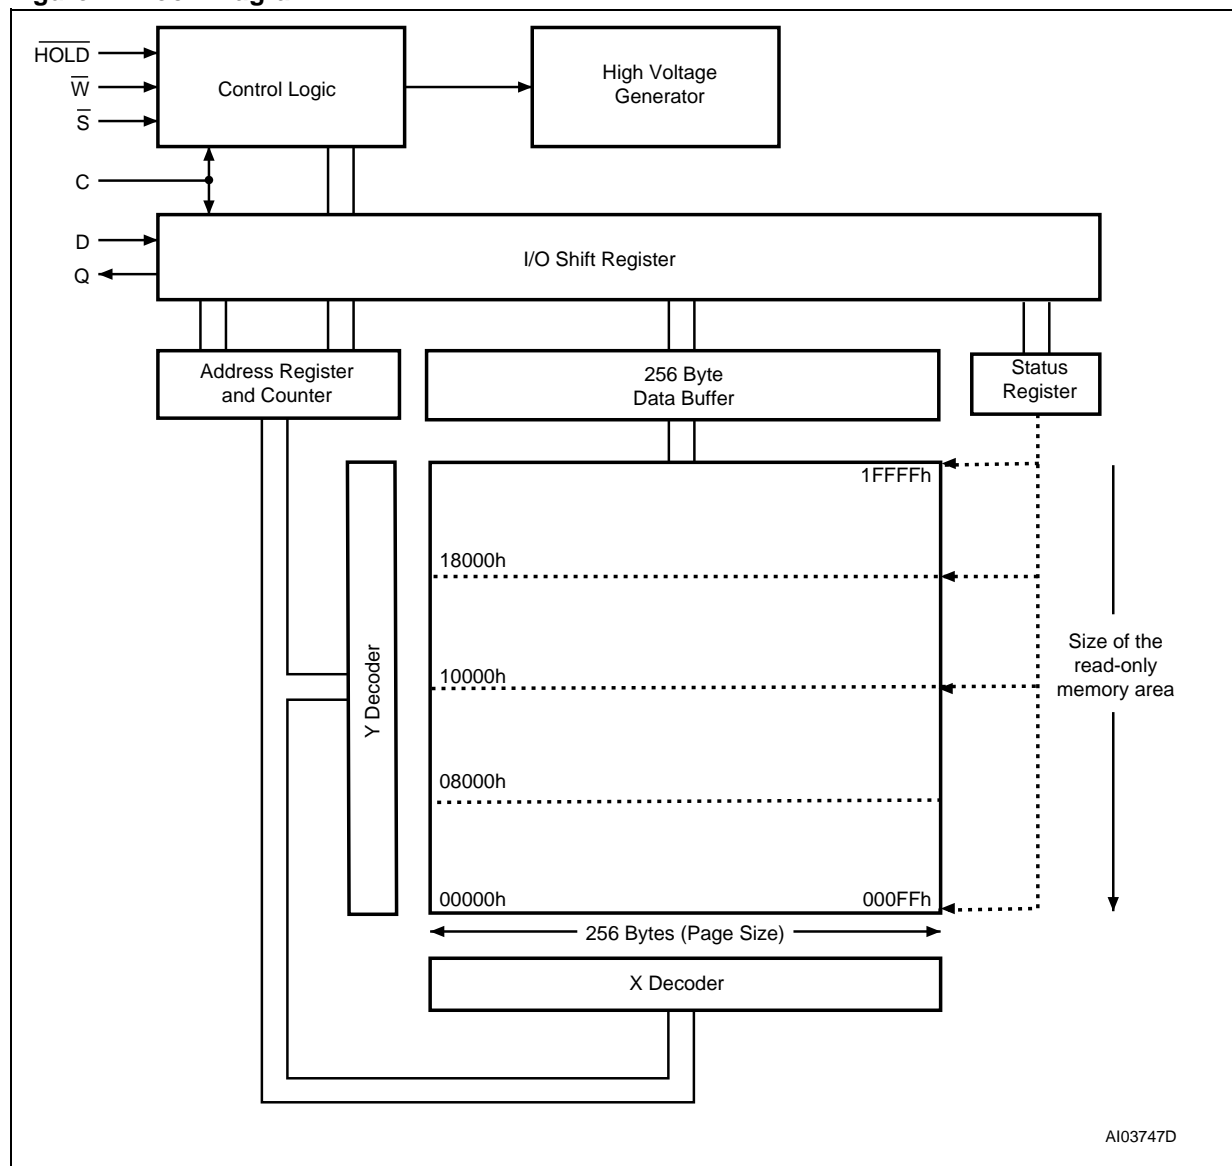 HOLD
W
S
C
D
Q
Control Logic
High Voltage
Generator
I/O Shift Register
Address Register
and Counter
256 Byte
Data Buffer
Status
Register
1FFFFh
18000h
10000h
08000h
00000h
000FFh
Y Decoder
Size of the
read-only
memory area
256 Bytes (Page Size)
X Decoder
AI03747D